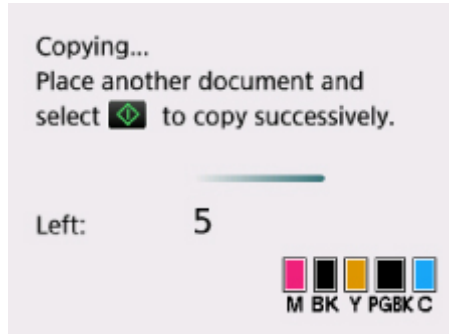 Copying...
Place another document and
select to copy successively.
Left: 5
M BK Y PGBK C